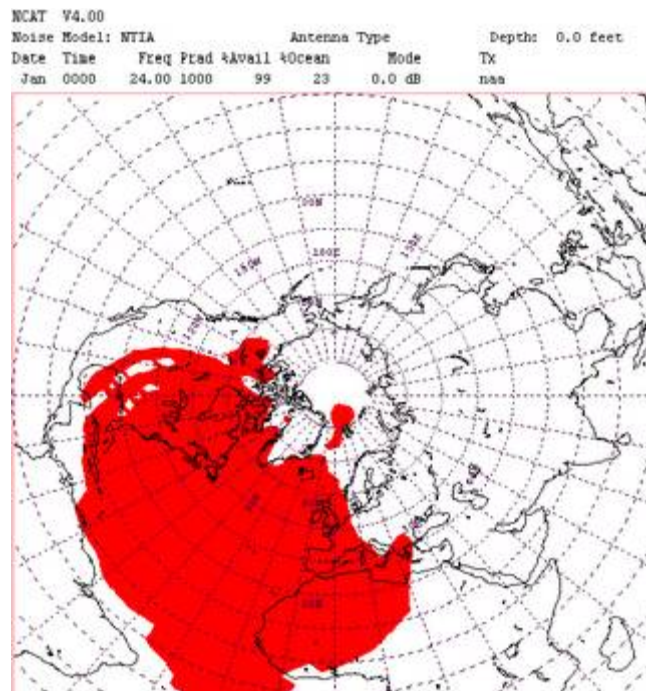 NCAT V4.00
Noise Model: NTIA Antenna Type Depth: 0.0 feet
Date Time Freq Prad %Avail %Ocean Mode Tx
Jan 0000 24.00 1000 99 23 0.0 dB naa